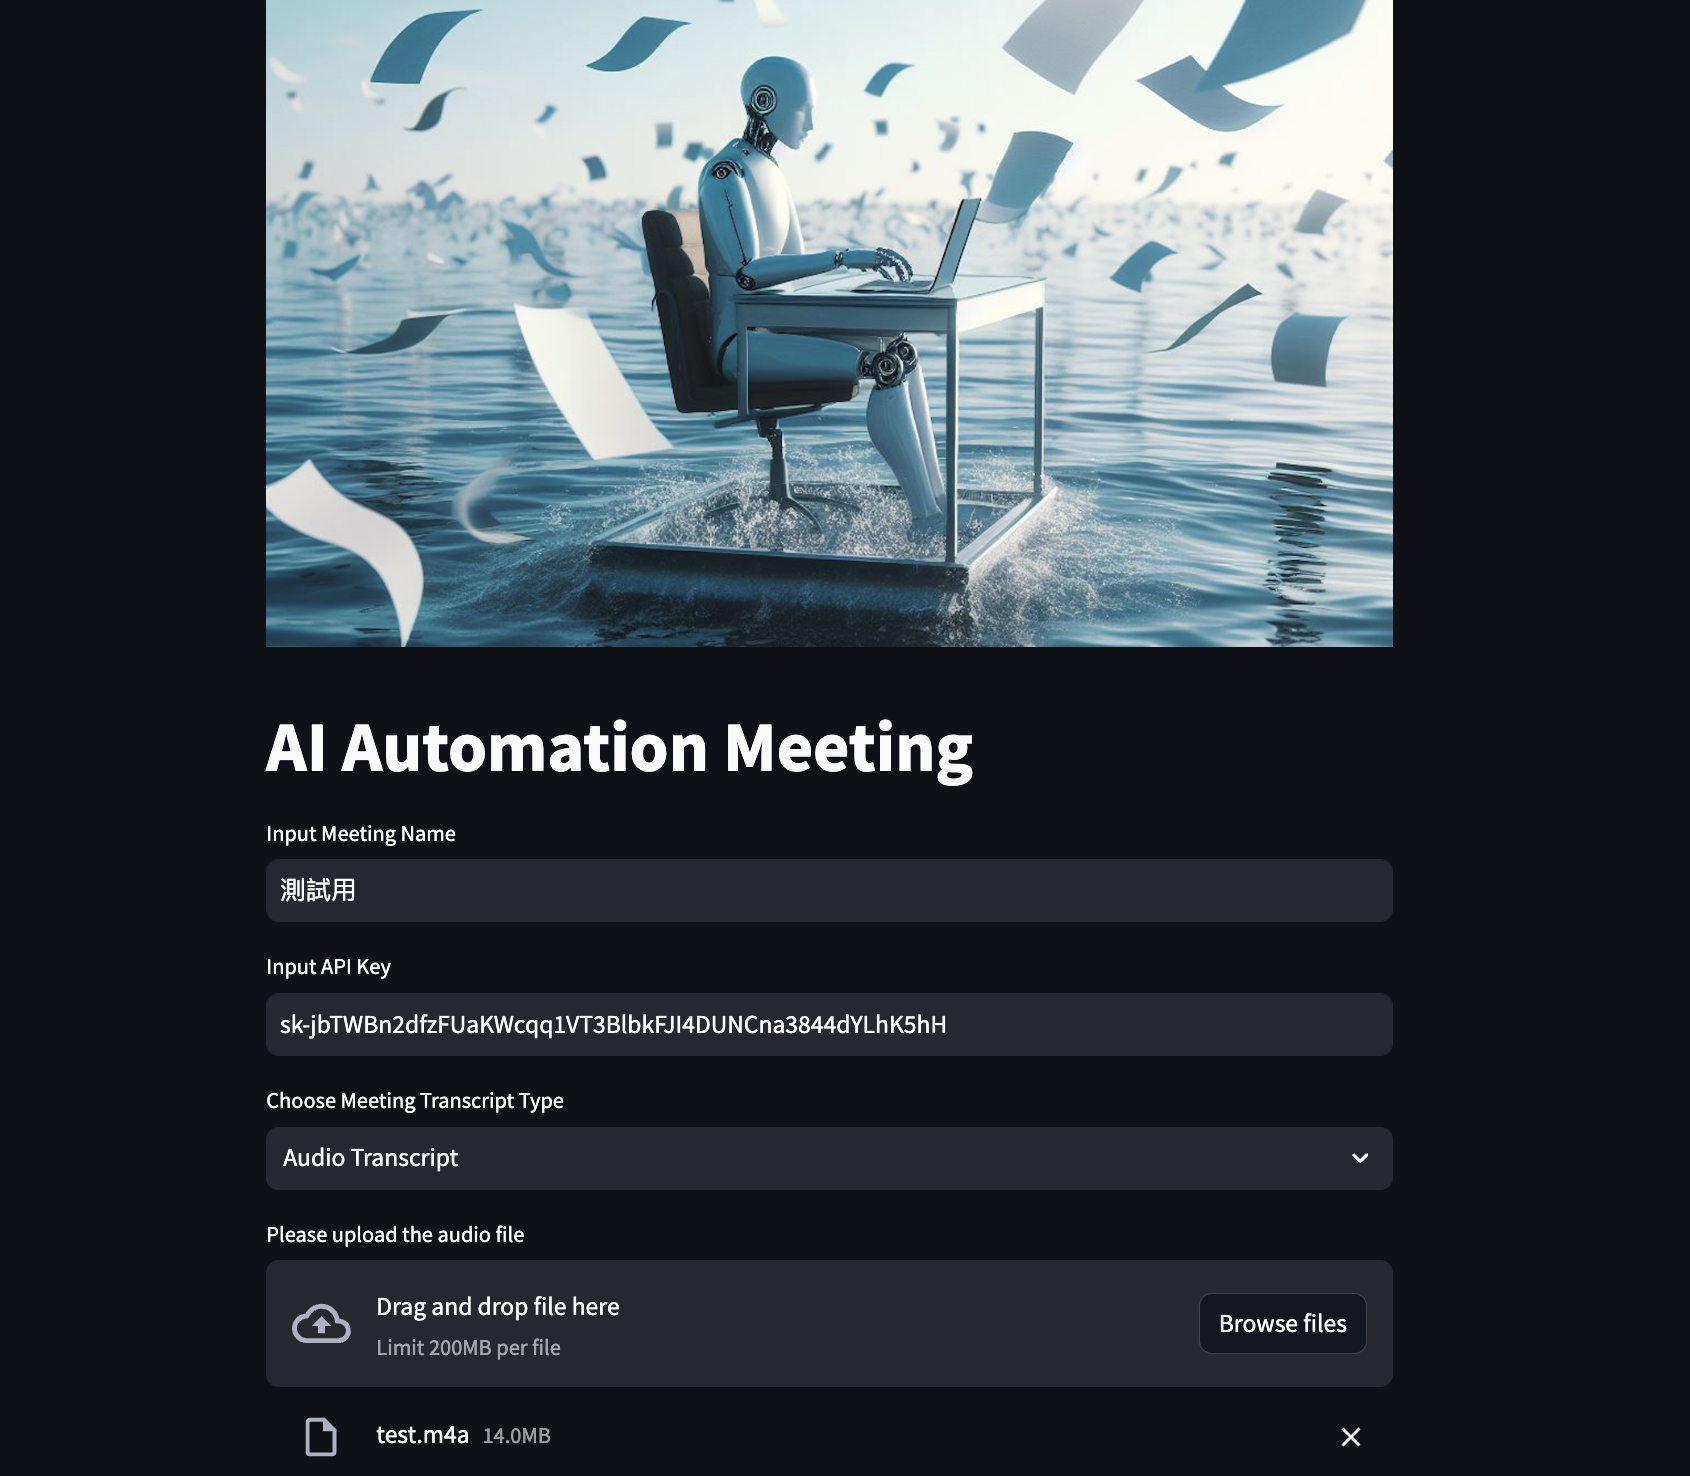 AI Automation Meeting
Input Meeting Name
測試用
Input API Key
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
Choose Meeting Transcript Type
Audio Transcript
Please upload the audio file
Drag and drop file here
Limit 200MB per file
Browse files
test.m4a 14.0MB